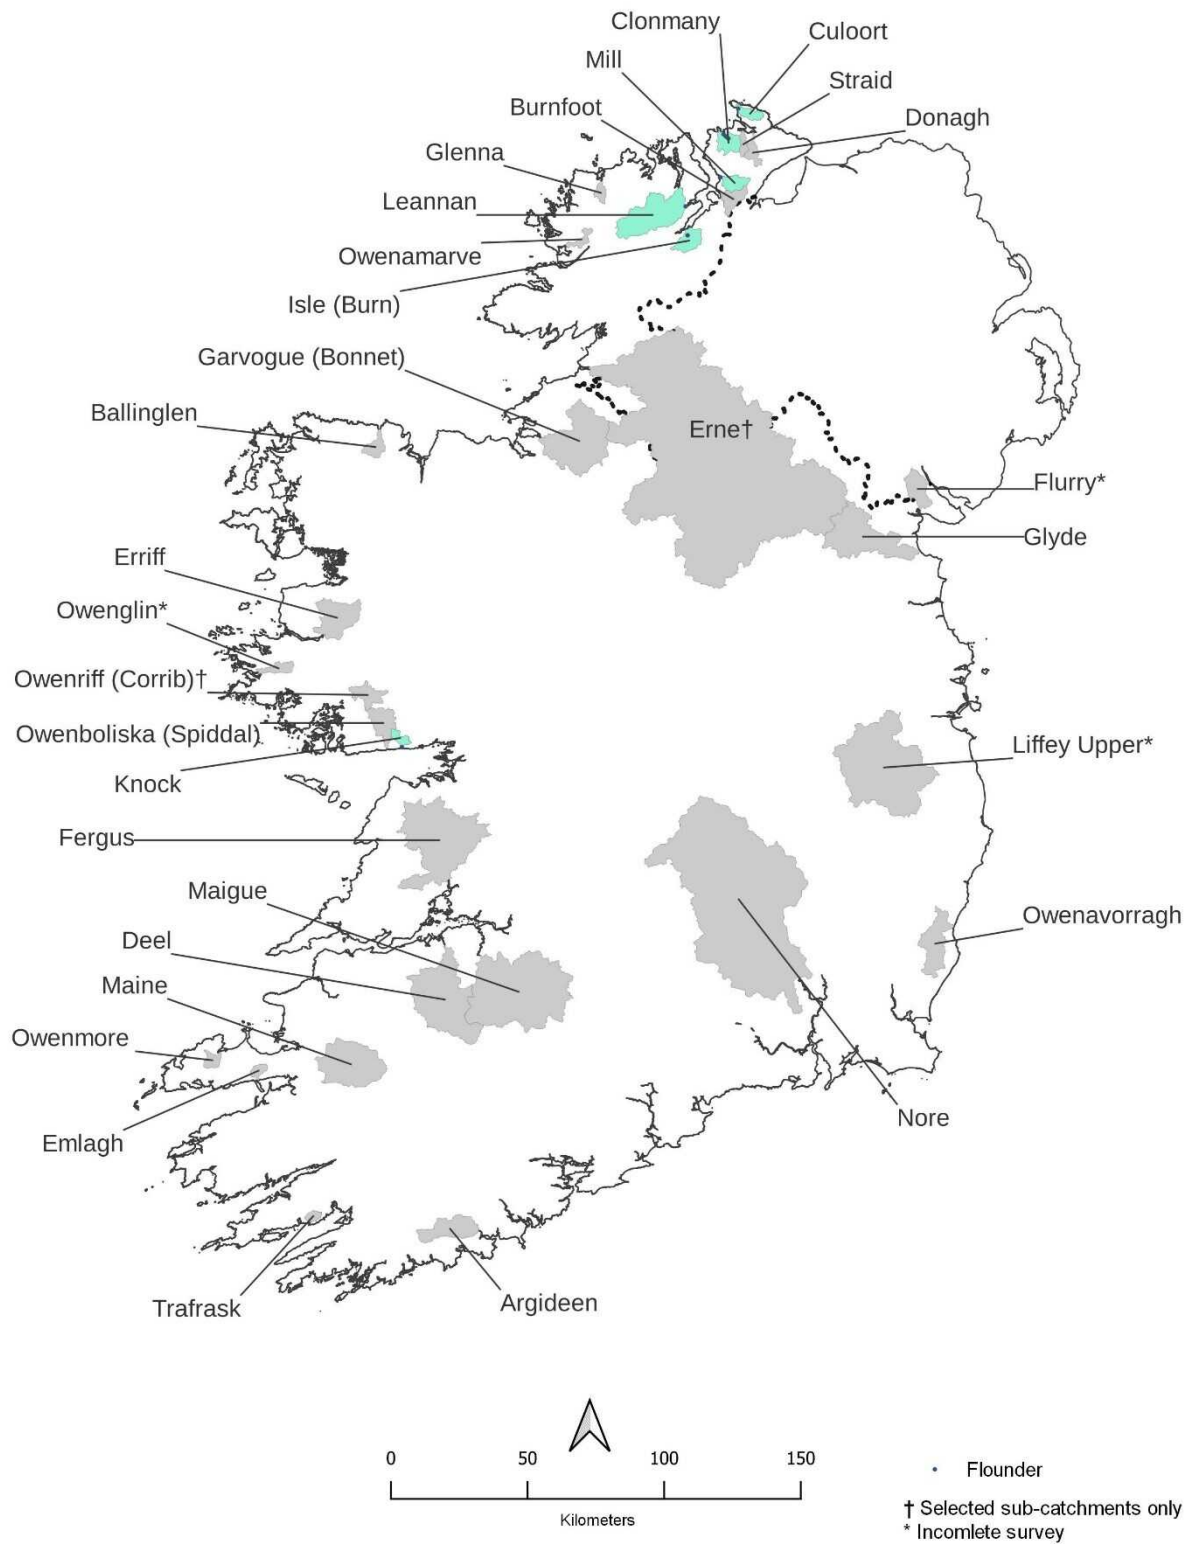 Clonmany
Culoort
Mill
Straid
Burnfoot
Donagh
Glenna
Leannan
Owenamarve
Isle (Burn)
Garvogue (Bonnet)
Ballinglen
Erne†
Flurry*
Glyde
Erriff
Owenglin*
Owenriff (Corrib)†
Owenboliska (Spiddal)
Liffey Upper*
Knock
Fergus
Maigue
Owenavorragh
Deel
Maine
Owenmore
Emlagh
Nore
Trafrask
Argideen
0 50 100 150
Kilometers
Flounder
† Selected sub-catchments only
* Incomlete survey